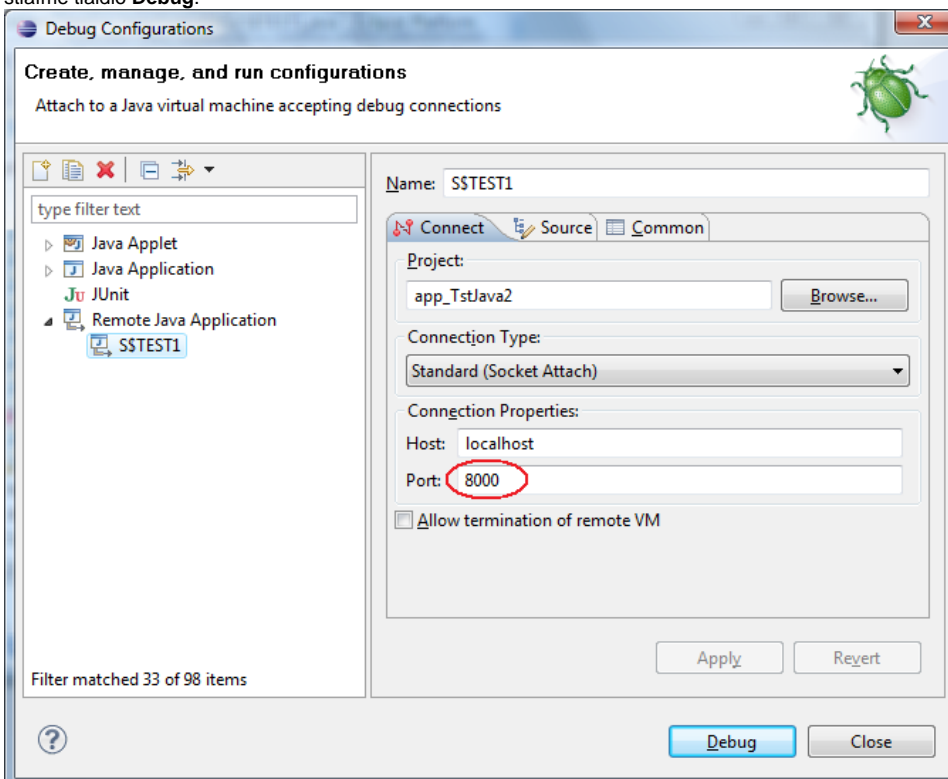 Debug.
Debug Configurations
Create, manage, and run configurations
Attach to a Java virtual machine accepting debug connections
type filter text
Java Applet
Java Application
Ju JUnit
Remote Java Application
S$TEST1
Filter matched 33 of 98 items
Name: S$TEST1
Connect Source Common
Project:
app_TstJava2 Browse...
Connection Type:
Standard (Socket Attach)
Connection Properties:
Host: localhost
Port: 8000
Allow termination of remote VM
Apply Revert
? Debug Close